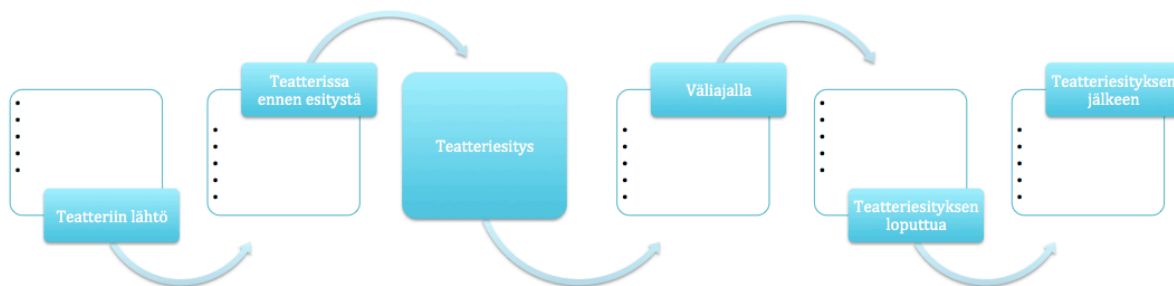 Teatteriin lähtö
Teatterissa
ennen esitystä
Teatteriesitys
Väliajalla
Teatteriesityksen
loputtua
Teatteriesityksen
jälkeen